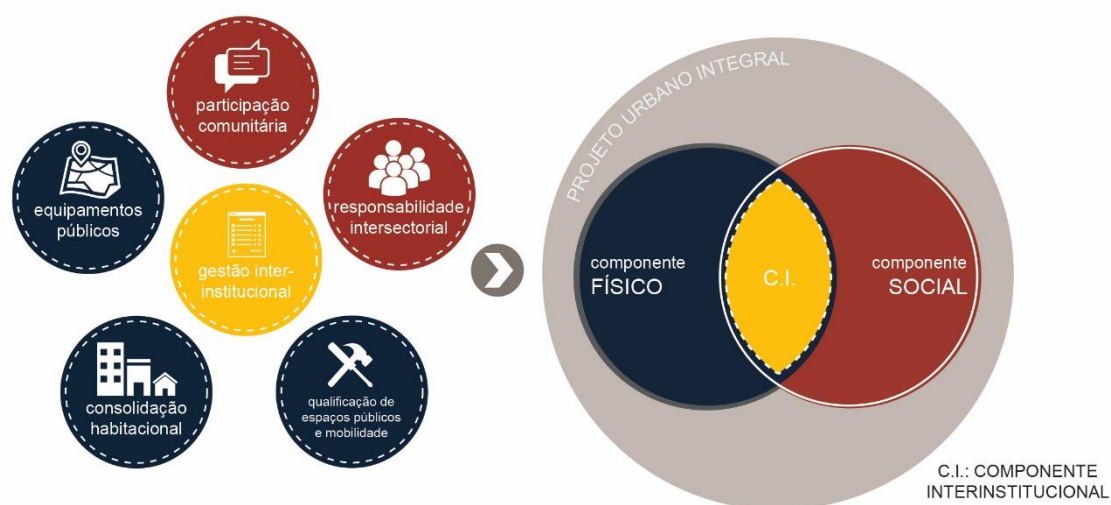 participação
comunitária
equipamentos
públicos
responsabilidade
intersectorial
gestão inter-
institucional
consolidação
habitacional
qualificação de
espaços públicos
e mobilidade
PROJETO URBANO INTEGRAL
componente
FÍSICO
C.I.
componente
SOCIAL
C.I.: COMPONENTE
INTERINSTITUCIONAL